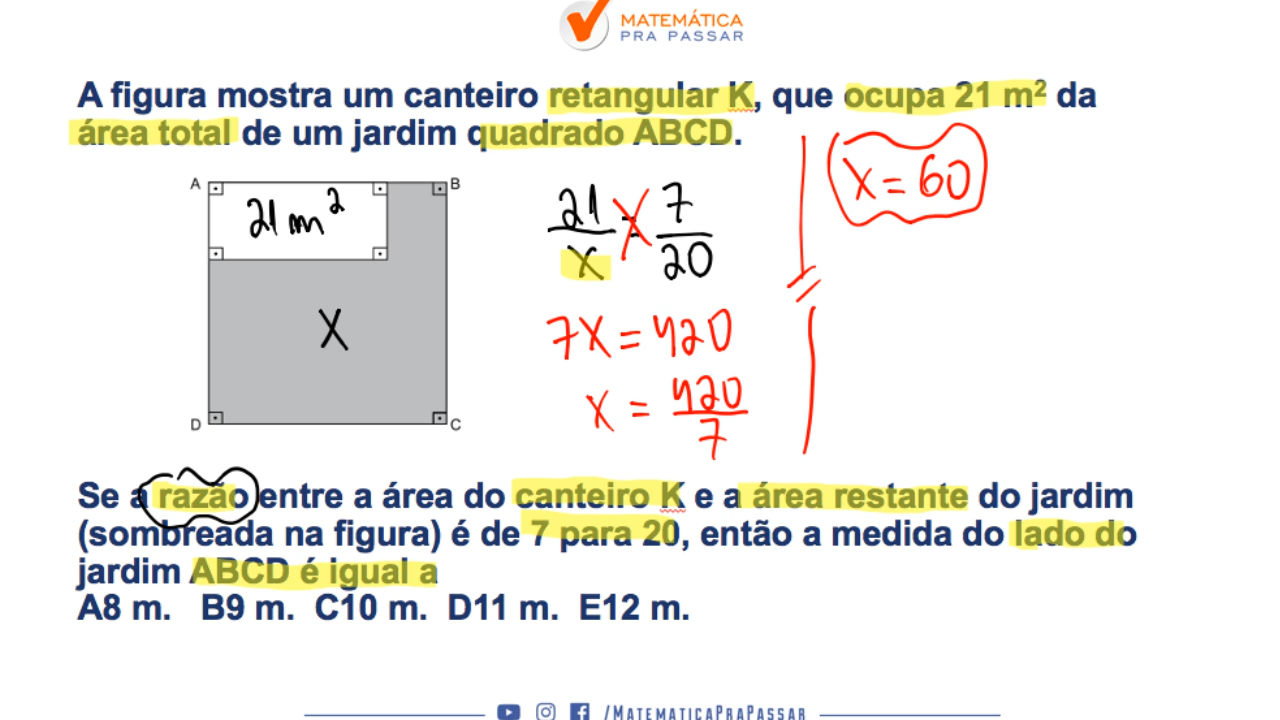 MATEMÁTICA
PRA PASSAR
A figura mostra um canteiro retangular K, que ocupa 21 m² da
área total de um jardim quadrado ABCD.
A
B
21 m²
X
D
C
21/x = 7/20
7X = 420
x = 420/7
x = 60
Se a razão entre a área do canteiro K e a área restante do jardim
(sombreada na figura) é de 7 para 20, então a medida do lado do
jardim ABCD é igual a
A8 m. B9 m. C10 m. D11 m. E12 m.
/MATEMATICAPRAPASSAR